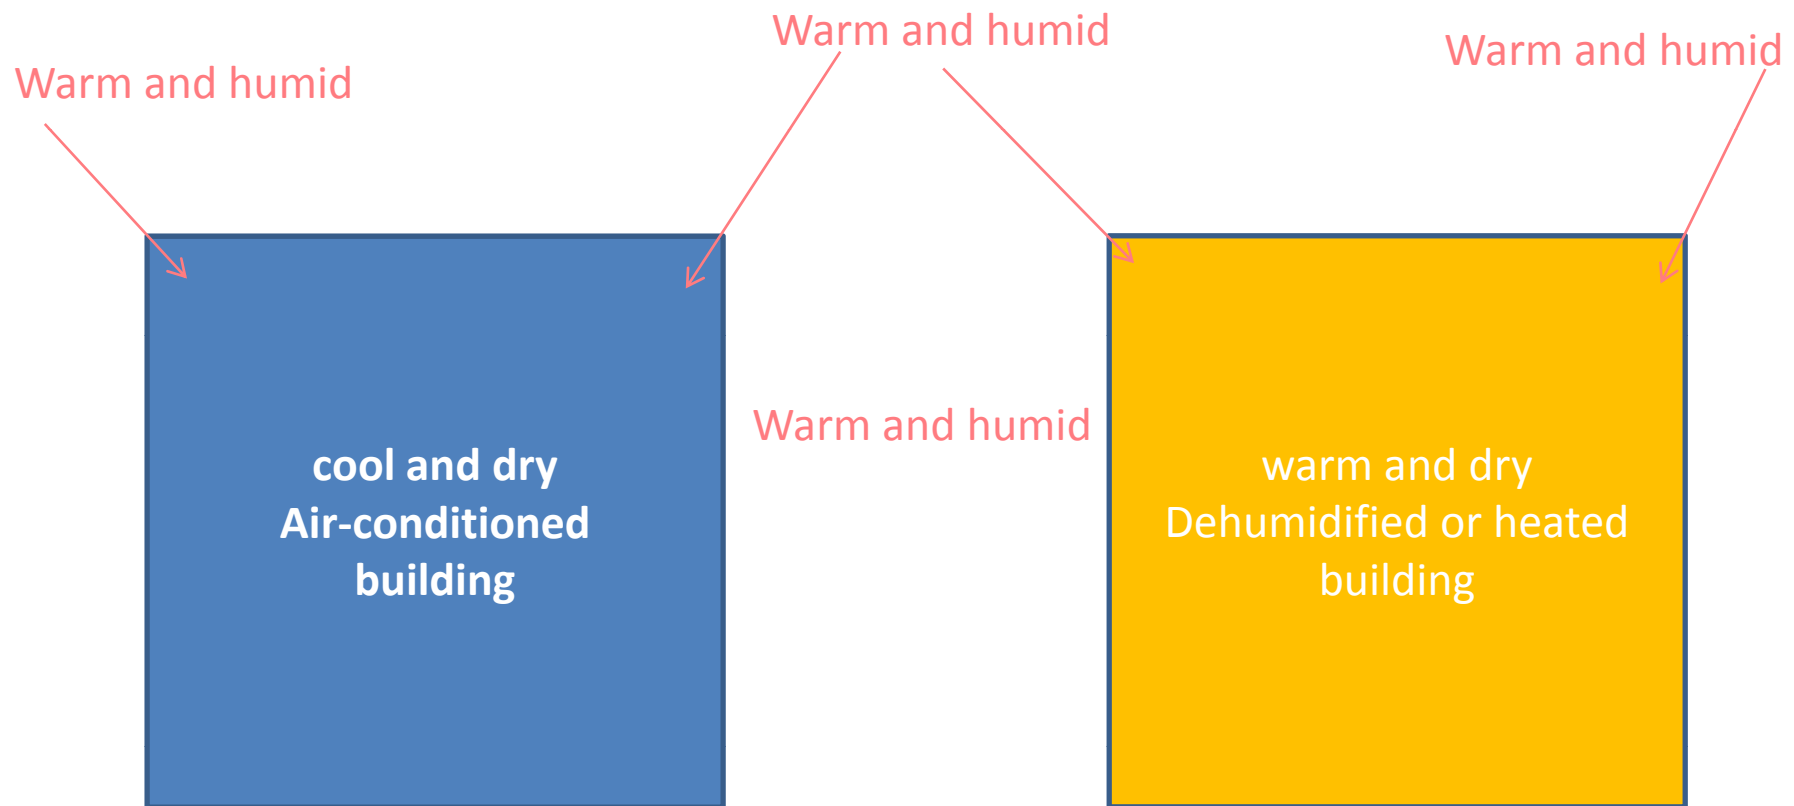 Warm and humid
Warm and humid
Warm and humid
Warm and humid
cool and dry
Air-conditioned
building
warm and dry
Dehumidified or heated
building